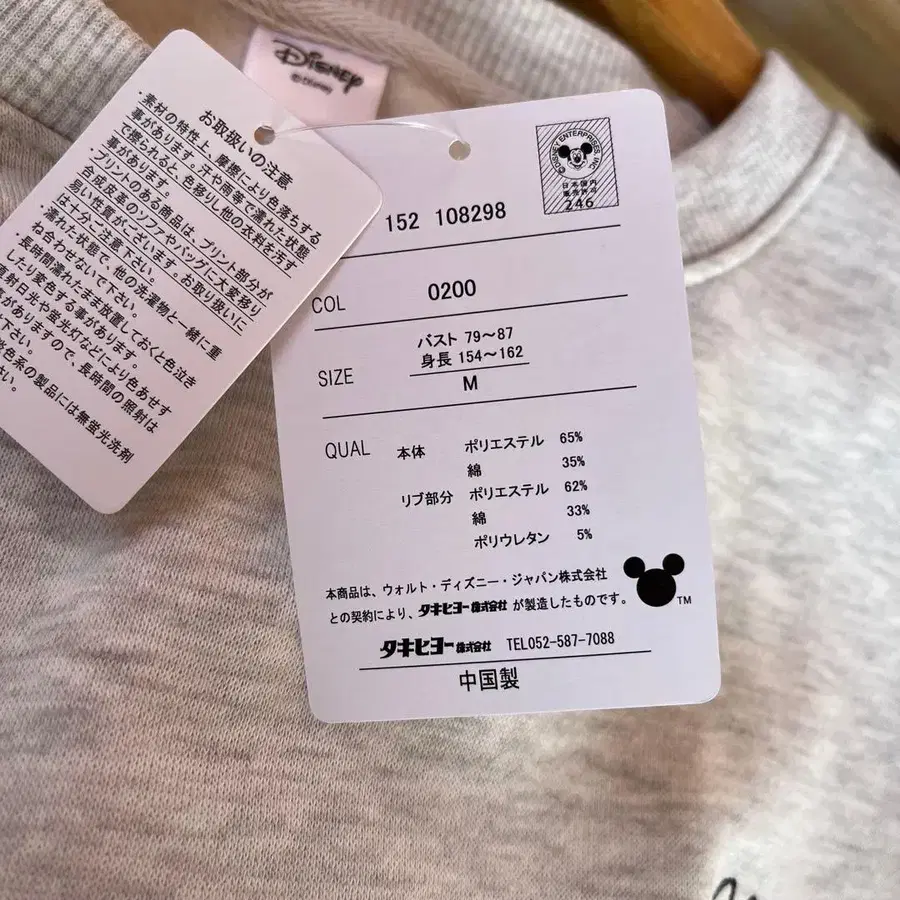 Disney
©Disney
お取扱いの注意
・素材の特性上、摩擦により色落ちする
事があります。汗や雨等で濡れた状態
で擦られると、色移りし他の衣料を汚す
事があります。
・プリントのある商品は、プリント部分が
合成皮革のソファやバッグに大変移り
易い性質がございます。お取り扱いに
は十分に注意下さい。
・濡れた状態で、他の洗濯物と一緒に重
ね合わせないで下さい。
・長時間濡れたまま放置しておくと色泣き
したり変色する事があります。
直射日光や蛍光灯などにより色あせす
がありますので、長時間の照射は
下さい。
淡色系の製品には無蛍光洗剤
さい。
DISNEY ENTERPRISES INC.
日本国内
246
152 108298
COL 0200
バスト 79～87
身長 154～162
SIZE M
QUAL 本体 ポリエステル 65%
綿 35%
リブ部分 ポリエステル 62%
綿 33%
ポリウレタン 5%
本商品は、ウォルト・ディズニー・ジャパン株式会社
との契約により、タキヒヨー株式会社が製造したものです。
TM
タキヒヨー株式会社 TEL052-587-7088
中国製